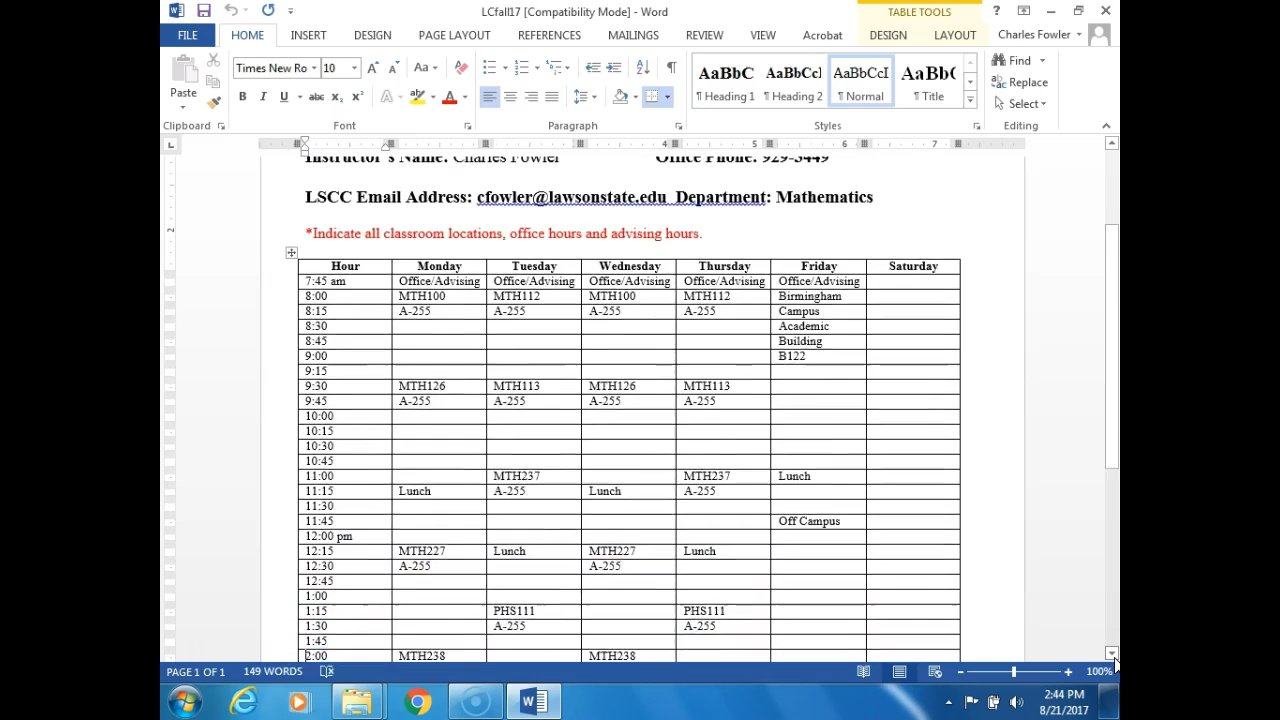 LCfall17 [Compatibility Mode] - Word
TABLE TOOLS
FILE HOME INSERT DESIGN PAGE LAYOUT REFERENCES MAILINGS REVIEW VIEW Acrobat DESIGN LAYOUT Charles Fowler
Paste
Times New Ro 10
AaBbC AaBbCcl AaBbCcI AaBb(
¶ Heading 1 ¶ Heading 2 ¶ Normal ¶ Title
Find
Replace
Select
Clipboard Font Paragraph Styles Editing
Instructor's Name: Charles Fowler Office Phone: 929-3449
LSCC Email Address: cfowler@lawsonstate.edu Department: Mathematics
*Indicate all classroom locations, office hours and advising hours.
Hour Monday Tuesday Wednesday Thursday Friday Saturday
7:45 am Office/Advising Office/Advising Office/Advising Office/Advising Office/Advising
8:00 MTH100 MTH112 MTH100 MTH112 Birmingham
8:15 A-255 A-255 A-255 A-255 Campus
8:30 Academic
8:45 Building
9:00 B122
9:15
9:30 MTH126 MTH113 MTH126 MTH113
9:45 A-255 A-255 A-255 A-255
10:00
10:15
10:30
10:45
11:00 MTH237 MTH237 Lunch
11:15 Lunch A-255 Lunch A-255
11:30
11:45 Off Campus
12:00 pm
12:15 MTH227 Lunch MTH227 Lunch
12:30 A-255 A-255
12:45
1:00
1:15 PHS111 PHS111
1:30 A-255 A-255
1:45
2:00 MTH238 MTH238
PAGE 1 OF 1 149 WORDS 100%
2:44 PM
8/21/2017